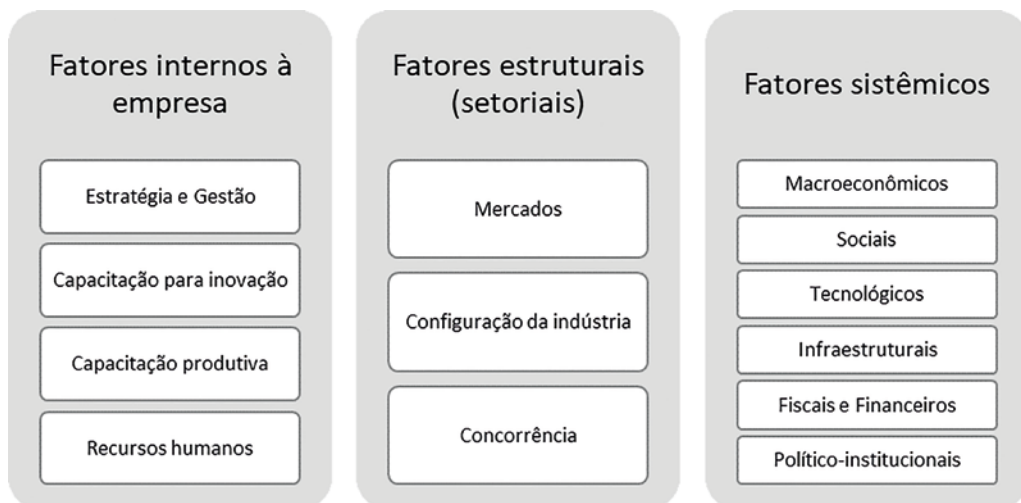 Fatores internos à
empresa
Estratégia e Gestão
Capacitação para inovação
Capacitação produtiva
Recursos humanos
Fatores estruturais
(setoriais)
Mercados
Configuração da indústria
Concorrência
Fatores sistêmicos
Macroeconômicos
Sociais
Tecnológicos
Infraestruturais
Fiscais e Financeiros
Político-institucionais